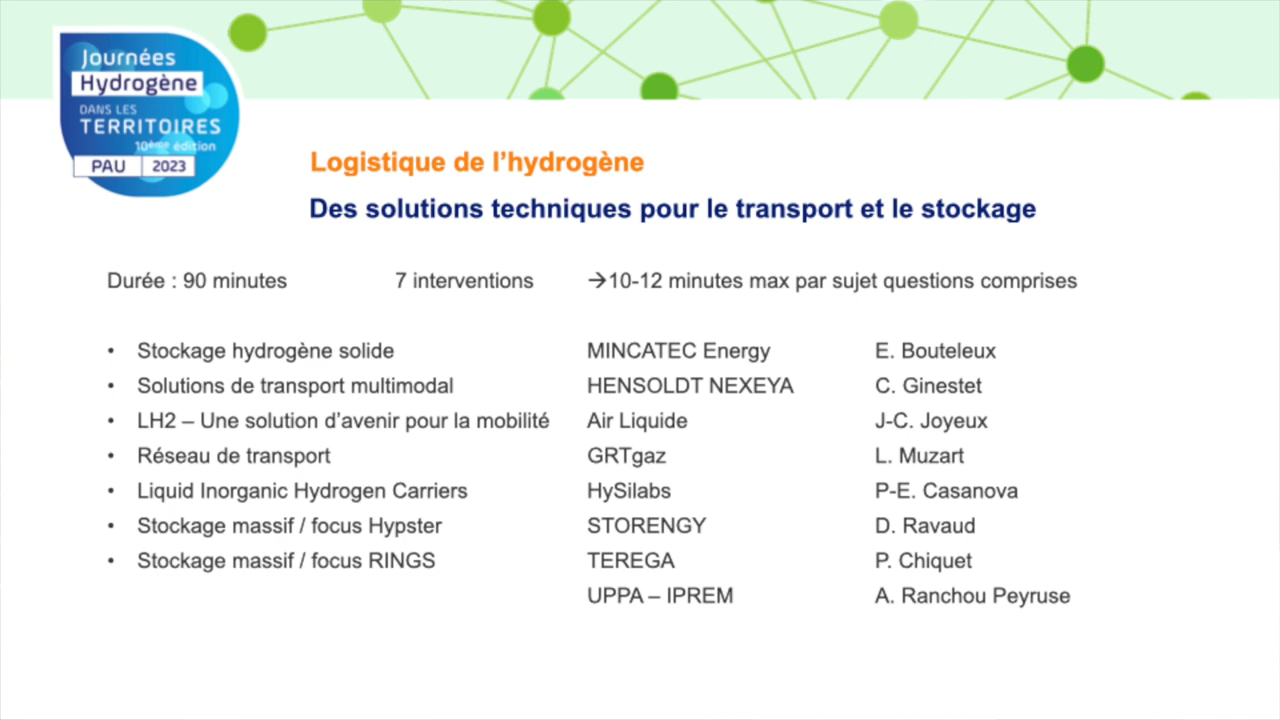 Journées
Hydrogène
DANS LES
TERRITOIRES
10ème édition
PAU 2023
Logistique de l’hydrogène
Des solutions techniques pour le transport et le stockage
Durée : 90 minutes 7 interventions →10-12 minutes max par sujet questions comprises
• Stockage hydrogène solide MINCATEC Energy E. Bouteleux
• Solutions de transport multimodal HENSOLDT NEXEYA C. Ginestet
• LH2 – Une solution d’avenir pour la mobilité Air Liquide J-C. Joyeux
• Réseau de transport GRTgaz L. Muzart
• Liquid Inorganic Hydrogen Carriers HySilabs P-E. Casanova
• Stockage massif / focus Hypster STORENGY D. Ravaud
• Stockage massif / focus RINGS TEREGA P. Chiquet
UPPA – IPREM A. Ranchou Peyruse